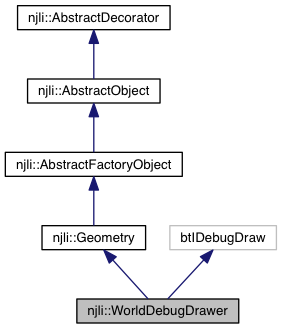 njli::AbstractDecorator
njli::AbstractObject
njli::AbstractFactoryObject
njli::Geometry
btIDebugDraw
njli::WorldDebugDrawer